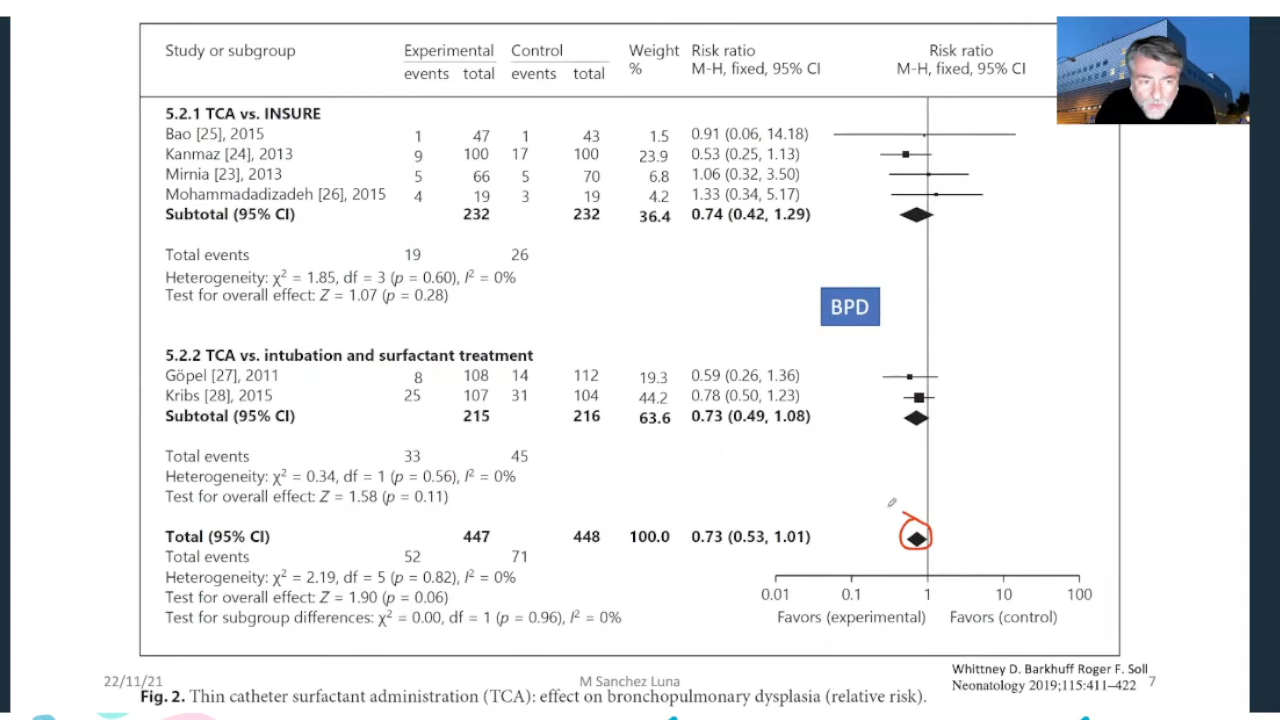 Study or subgroup Experimental Control Weight Risk ratio Risk ratio
events total events total % M-H, fixed, 95% CI M-H, fixed, 95% CI
5.2.1 TCA vs. INSURE
Bao [25], 2015 1 47 1 43 1.5 0.91 (0.06, 14.18)
Kanmaz [24], 2013 9 100 17 100 23.9 0.53 (0.25, 1.13)
Mirnia [23], 2013 5 66 5 70 6.8 1.06 (0.32, 3.50)
Mohammadadizadeh [26], 2015 4 19 3 19 4.2 1.33 (0.34, 5.17)
Subtotal (95% CI) 232 232 36.4 0.74 (0.42, 1.29)
Total events 19 26
Heterogeneity: χ² = 1.85, df = 3 (p = 0.60), I² = 0%
Test for overall effect: Z = 1.07 (p = 0.28)
BPD
5.2.2 TCA vs. intubation and surfactant treatment
Göpel [27], 2011 8 108 14 112 19.3 0.59 (0.26, 1.36)
Kribs [28], 2015 25 107 31 104 44.2 0.78 (0.50, 1.23)
Subtotal (95% CI) 215 216 63.6 0.73 (0.49, 1.08)
Total events 33 45
Heterogeneity: χ² = 0.34, df = 1 (p = 0.56), I² = 0%
Test for overall effect: Z = 1.58 (p = 0.11)
Total (95% CI) 447 448 100.0 0.73 (0.53, 1.01)
Total events 52 71
Heterogeneity: χ² = 2.19, df = 5 (p = 0.82), I² = 0%
Test for overall effect: Z = 1.90 (p = 0.06)
Test for subgroup differences: χ² = 0.00, df = 1 (p = 0.96), I² = 0%
0.01 0.1 1 10 100
Favors (experimental) Favors (control)
Whittney D. Barkhuff Roger F. Soll
Neonatology 2019;115:411–422
22/11/21 M Sanchez Luna 7
Fig. 2. Thin catheter surfactant administration (TCA): effect on bronchopulmonary dysplasia (relative risk).